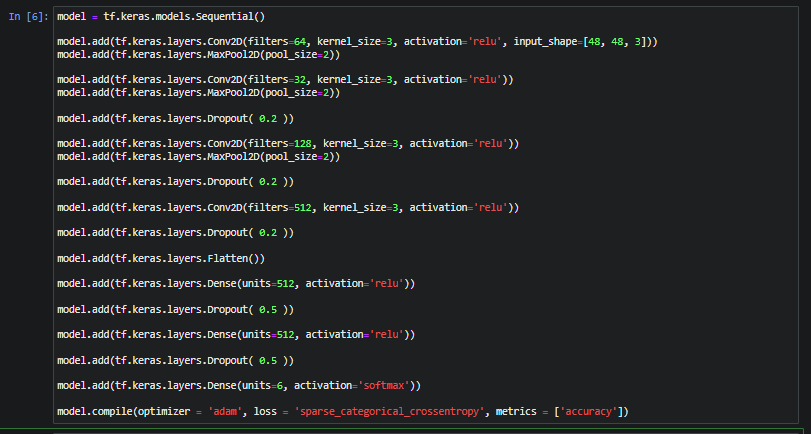 In [6]: model = tf.keras.models.Sequential()
model.add(tf.keras.layers.Conv2D(filters=64, kernel_size=3, activation='relu', input_shape=[48, 48, 3]))
model.add(tf.keras.layers.MaxPool2D(pool_size=2))
model.add(tf.keras.layers.Conv2D(filters=32, kernel_size=3, activation='relu'))
model.add(tf.keras.layers.MaxPool2D(pool_size=2))
model.add(tf.keras.layers.Dropout( 0.2 ))
model.add(tf.keras.layers.Conv2D(filters=128, kernel_size=3, activation='relu'))
model.add(tf.keras.layers.MaxPool2D(pool_size=2))
model.add(tf.keras.layers.Dropout( 0.2 ))
model.add(tf.keras.layers.Conv2D(filters=512, kernel_size=3, activation='relu'))
model.add(tf.keras.layers.Dropout( 0.2 ))
model.add(tf.keras.layers.Flatten())
model.add(tf.keras.layers.Dense(units=512, activation='relu'))
model.add(tf.keras.layers.Dropout( 0.5 ))
model.add(tf.keras.layers.Dense(units=512, activation='relu'))
model.add(tf.keras.layers.Dropout( 0.5 ))
model.add(tf.keras.layers.Dense(units=6, activation='softmax'))
model.compile(optimizer = 'adam', loss = 'sparse_categorical_crossentropy', metrics = ['accuracy'])